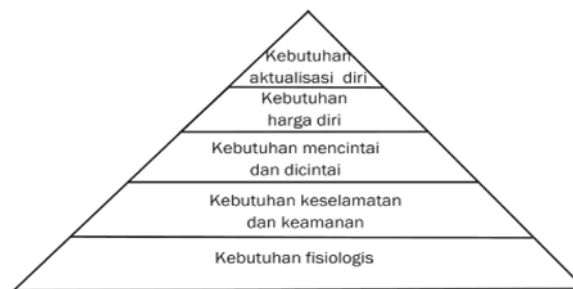 Kebutuhan
aktualisasi diri
Kebutuhan
harga diri
Kebutuhan mencintai
dan dicintai
Kebutuhan keselamatan
dan keamanan
Kebutuhan fisiologis